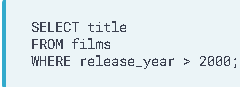 SELECT title
FROM films
WHERE release_year > 2000;